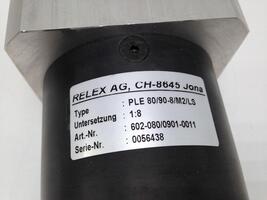 RELEX AG, CH-8645 Jona
Type : PLE 80/90-8/M2/LS
Untersetzung : 1:8
Art.-Nr. : 602-080/0901-0011
Serie-Nr. : 0056438